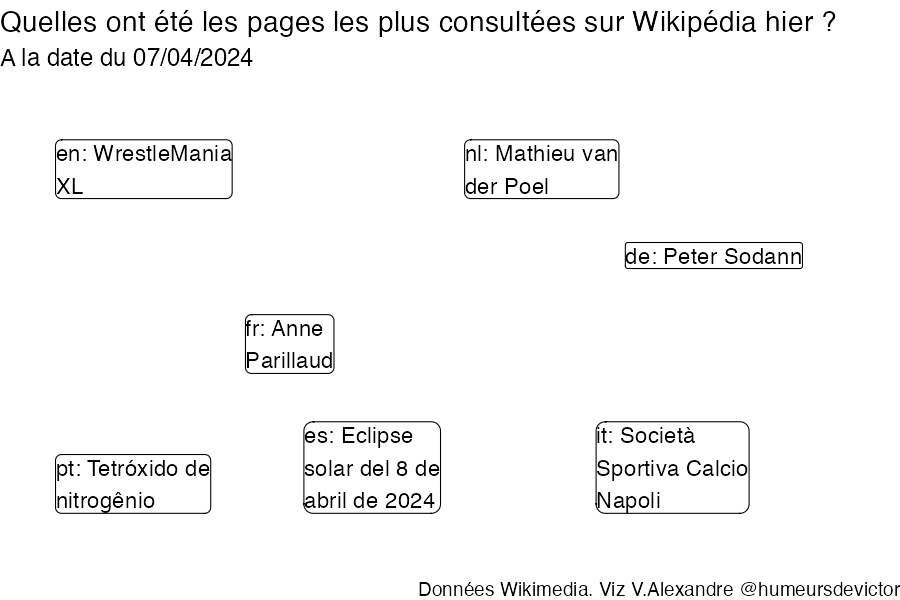 Quelles ont été les pages les plus consultées sur Wikipédia hier ?
A la date du 07/04/2024
en: WrestleMania
XL
nl: Mathieu van
der Poel
de: Peter Sodann
fr: Anne
Parillaud
es: Eclipse
solar del 8 de
abril de 2024
it: Società
Sportiva Calcio
Napoli
pt: Tetróxido de
nitrogênio
Données Wikimedia. Viz V.Alexandre @humeursdevictor